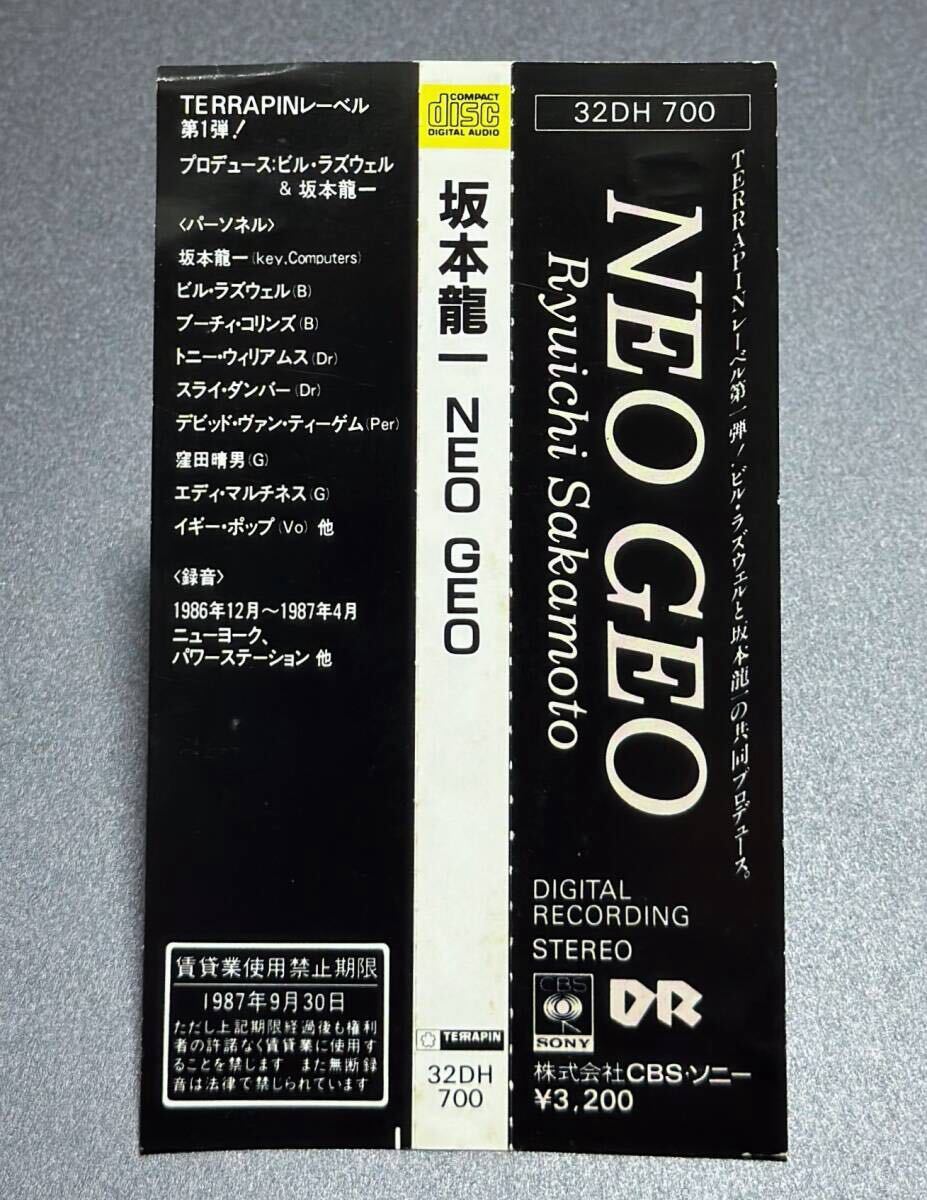 TERRAPINレーベル
第1弾!
プロデュース:ビル・ラズウェル
& 坂本龍一
〈パーソネル〉
坂本龍一(key.Computers)
ビル・ラズウェル(B)
ブーチィ・コリンズ(B)
トニー・ウィリアムス(Dr)
スライ・ダンバー(Dr)
デビッド・ヴァン・ティーゲム(Per)
窪田晴男(G)
エディ・マルチネス(G)
イギー・ポップ(Vo) 他
〈録音〉
1986年12月〜1987年4月
ニューヨーク、
パワーステーション 他
賃貸業使用禁止期限
1987年9月30日
ただし上記期限経過後も権利
者の許諾なく賃貸業に使用す
ることを禁じます また無断録
音は法律で禁じられています
COMPACT
disc
DIGITAL AUDIO
坂本龍一 NEO GEO
TERRAPIN
32DH
700
32DH 700
TERRAPINレーベル第一弾!ビル・ラズウェルと坂本龍一の共同プロデュース。
NEO GEO
Ryuichi Sakamoto
DIGITAL
RECORDING
STEREO
CBS
SONY
DR
株式会社CBS・ソニー
¥3,200